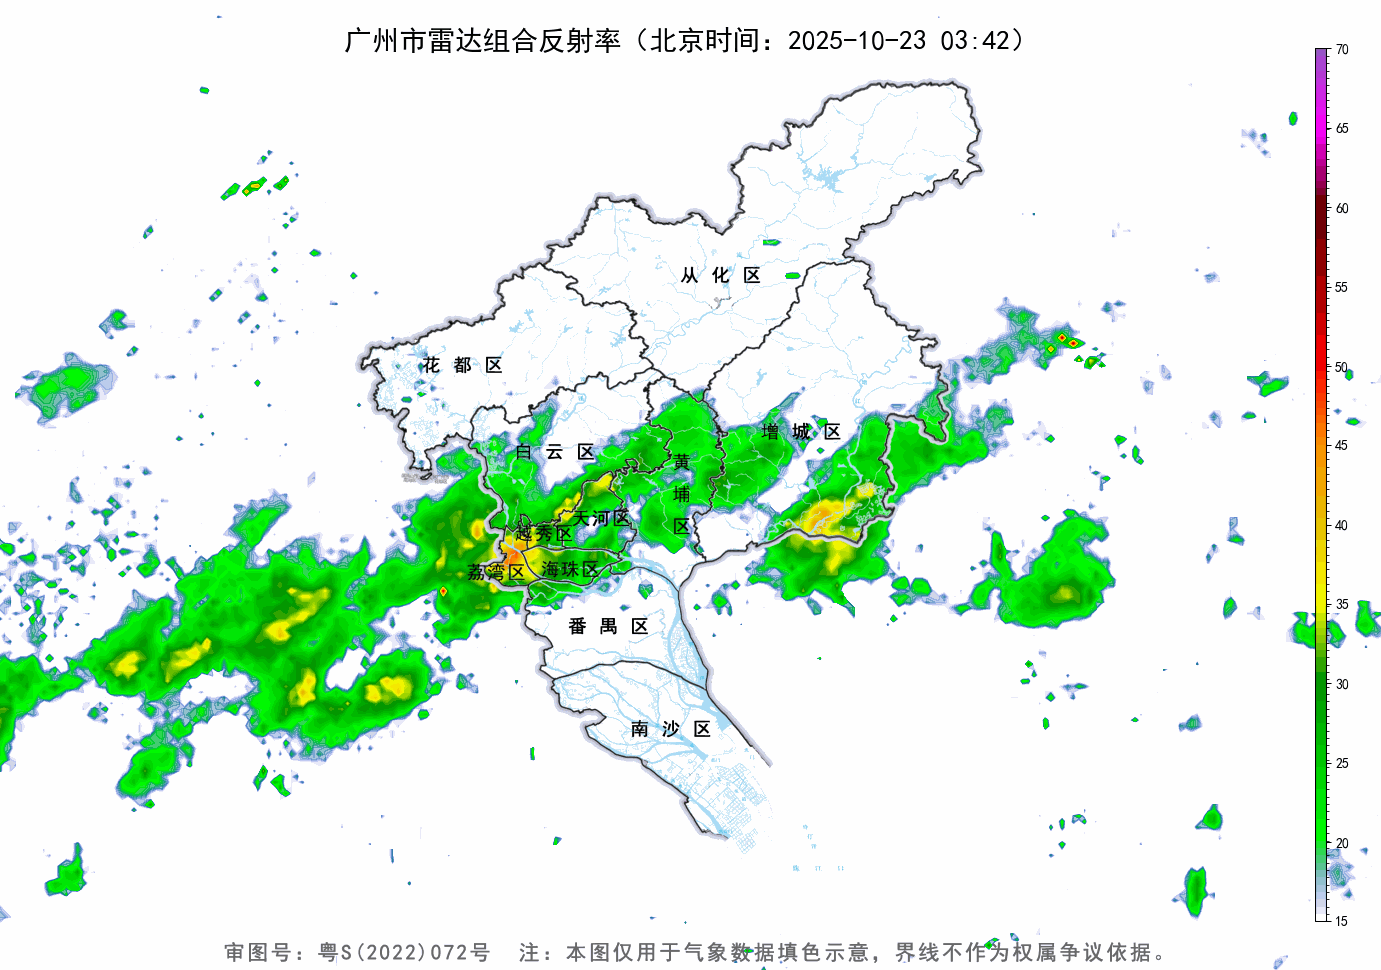 广州市雷达组合反射率（北京时间：2025-10-23 03:42）
70
65
60
55
50
45
40
35
30
25
20
15
从化区
花都区
增城区
白云区
黄埔区
天河区
越秀区
荔湾区
海珠区
番禺区
南沙区
审图号：粤S(2022)072号 注：本图仅用于气象数据填色示意，界线不作为权属争议依据。